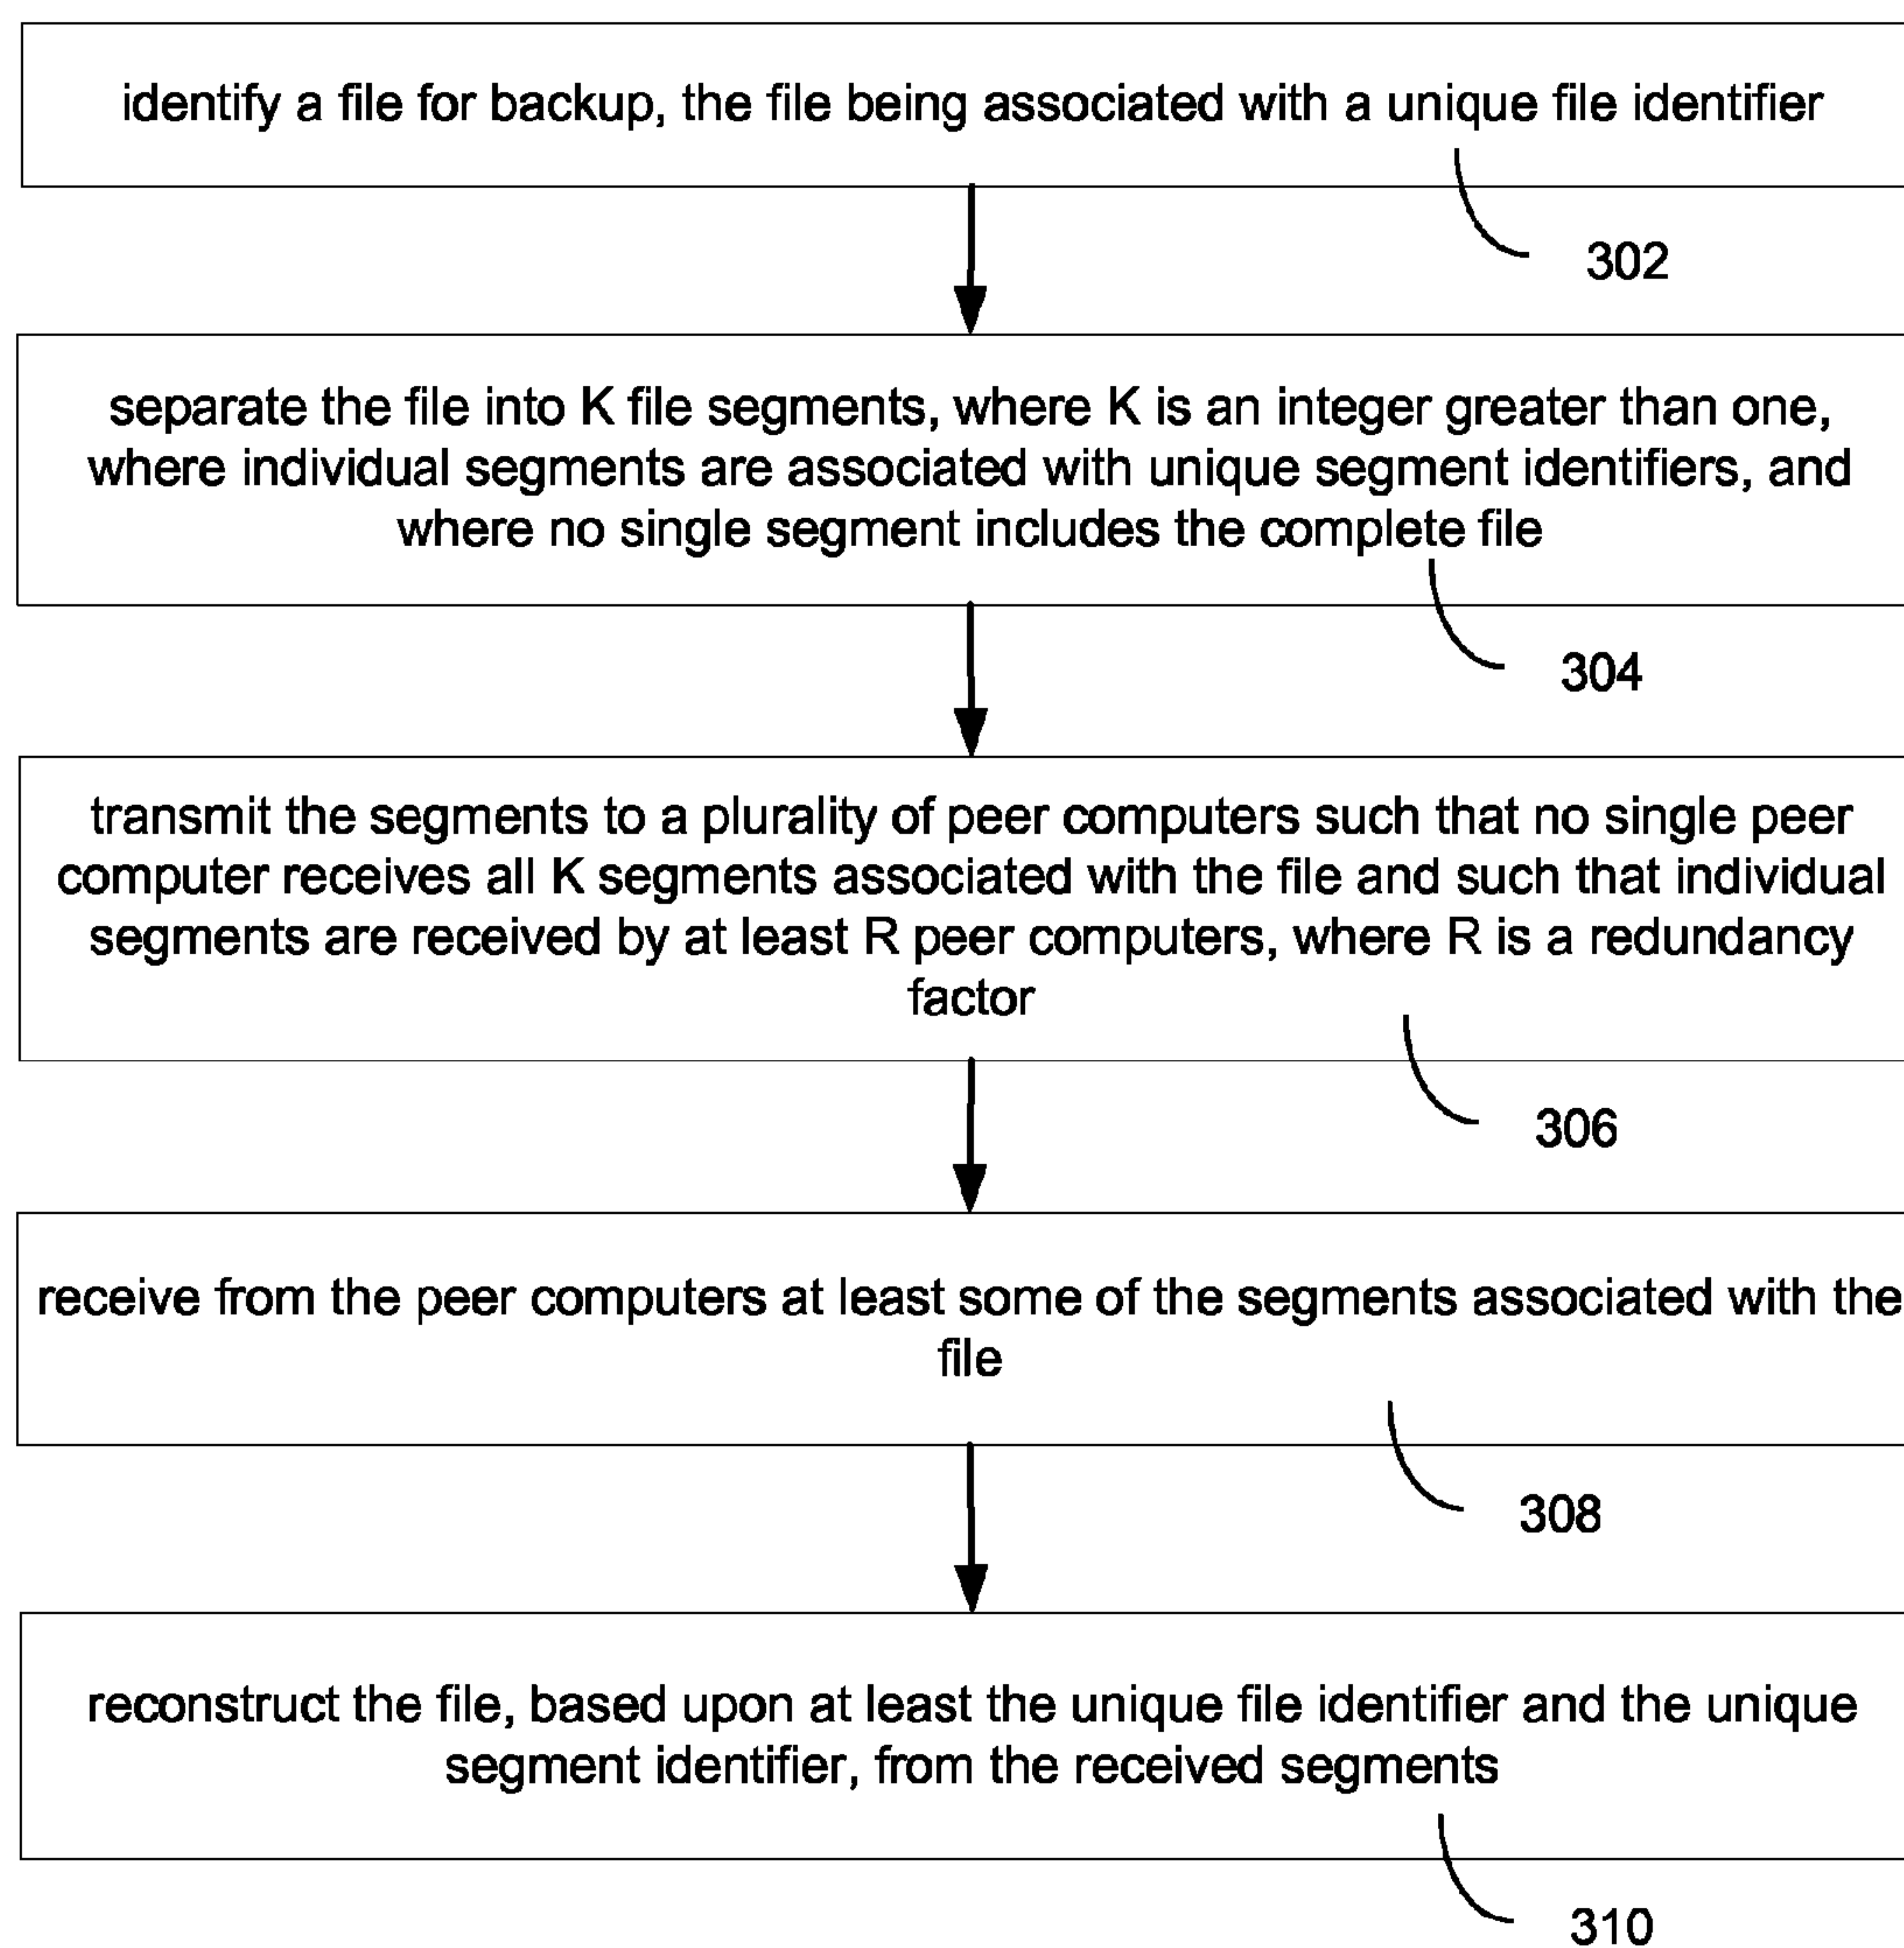 identify a file for backup, the file being associated with a unique file identifier
302
separate the file into K file segments, where K is an integer greater than one,
where individual segments are associated with unique segment identifiers, and
where no single segment includes the complete file
304
transmit the segments to a plurality of peer computers such that no single peer
computer receives all K segments associated with the file and such that individual
segments are received by at least R peer computers, where R is a redundancy
factor
306
receive from the peer computers at least some of the segments associated with the
file
308
reconstruct the file, based upon at least the unique file identifier and the unique
segment identifier, from the received segments
310